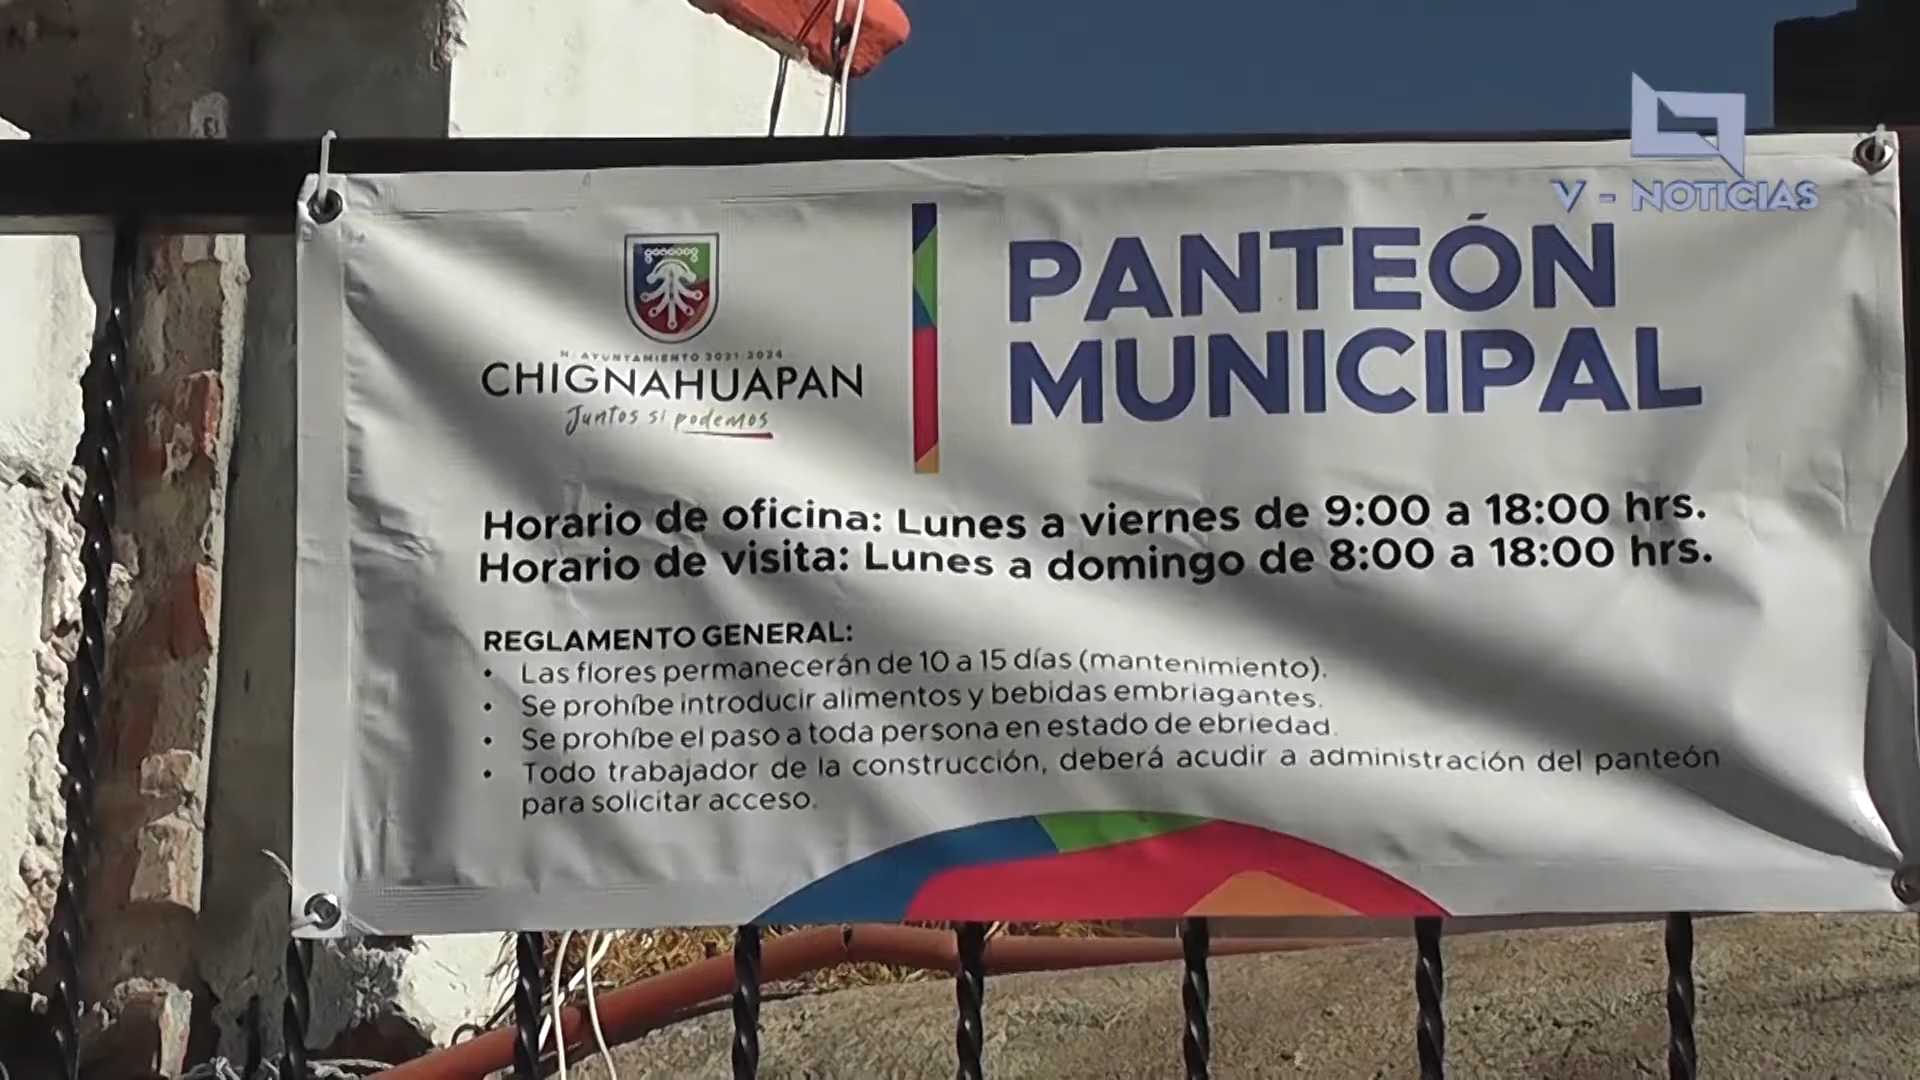 V - NOTICIAS
H. AYUNTAMIENTO 2021-2024
CHIGNAHUAPAN
Juntos si podemos
PANTEÓN
MUNICIPAL
Horario de oficina: Lunes a viernes de 9:00 a 18:00 hrs.
Horario de visita: Lunes a domingo de 8:00 a 18:00 hrs.
REGLAMENTO GENERAL:
• Las flores permanecerán de 10 a 15 días (mantenimiento).
• Se prohíbe introducir alimentos y bebidas embriagantes.
• Se prohíbe el paso a toda persona en estado de ebriedad.
• Todo trabajador de la construcción, deberá acudir a administración del panteón
para solicitar acceso.